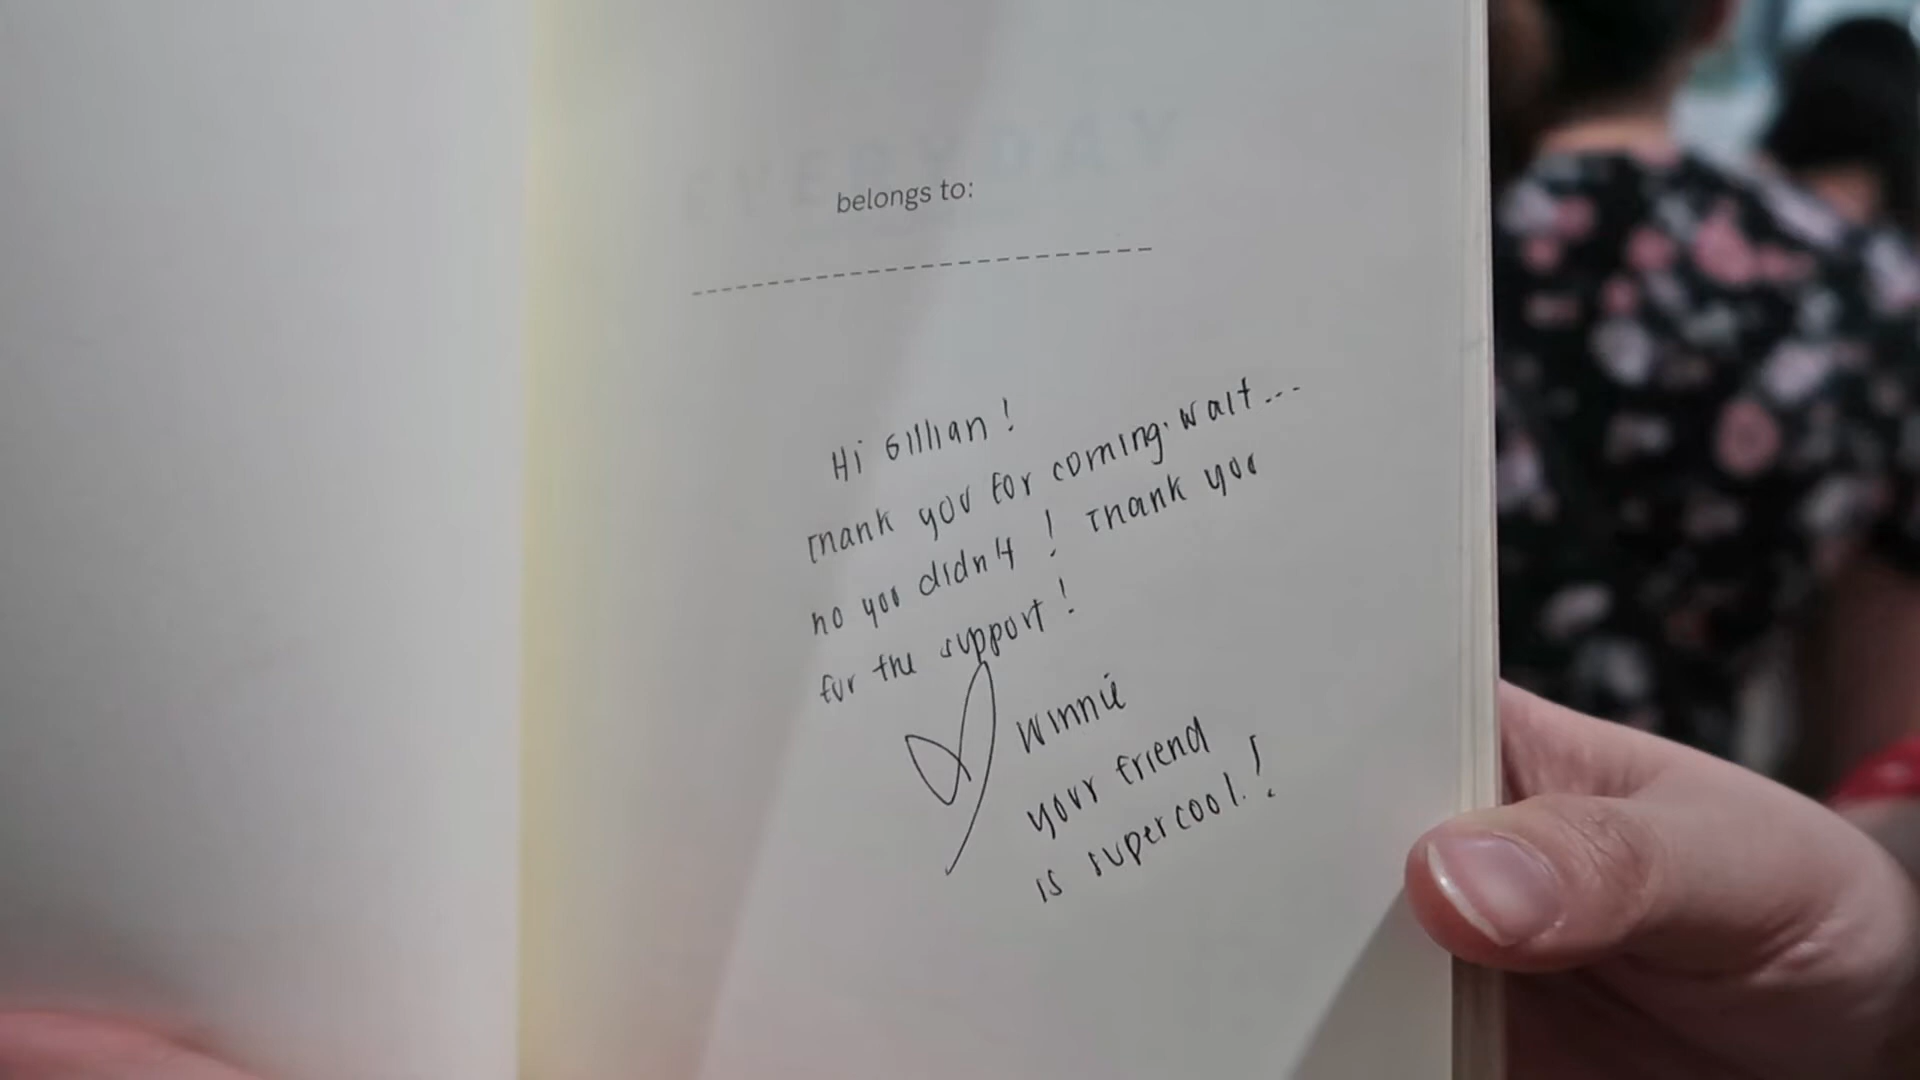 EVERYDAY
belongs to:
Hi Gillian!
Thank you for coming. Wait...
no you didn't! Thank you
for the support!
Winnie
your friend
is supercool!